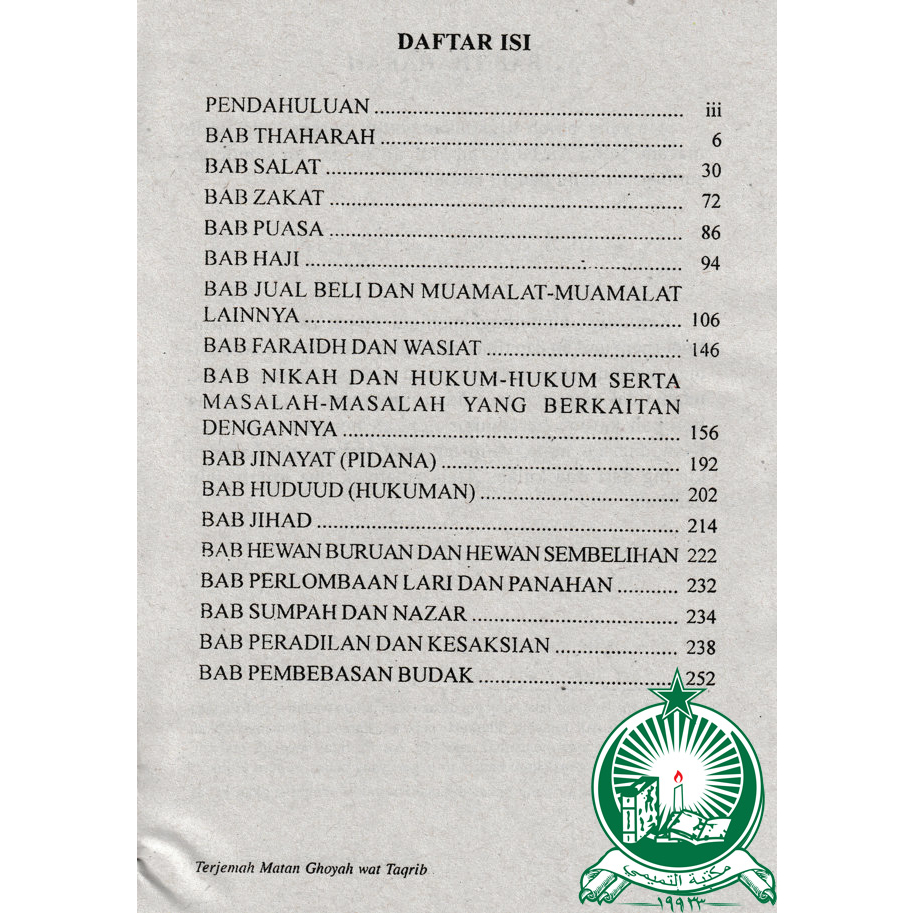 DAFTAR ISI
PENDAHULUAN ........ iii
BAB THAHARAH ........ 6
BAB SALAT ........ 30
BAB ZAKAT ........ 72
BAB PUASA ........ 86
BAB HAJI ........ 94
BAB JUAL BELI DAN MUAMALAT-MUAMALAT
LAINNYA ........ 106
BAB FARAIDH DAN WASIAT ........ 146
BAB NIKAH DAN HUKUM-HUKUM SERTA
MASALAH-MASALAH YANG BERKAITAN
DENGANNYA ........ 156
BAB JINAYAT (PIDANA) ........ 192
BAB HUDUUD (HUKUMAN) ........ 202
BAB JIHAD ........ 214
BAB HEWAN BURUAN DAN HEWAN SEMBELIHAN 222
BAB PERLOMBAAN LARI DAN PANAHAN ........ 232
BAB SUMPAH DAN NAZAR ........ 234
BAB PERADILAN DAN KESAKSIAN ........ 238
BAB PEMBEBASAN BUDAK ........ 252
Terjemah Matan Ghoyah wat Taqrib
مكتبة التميمي